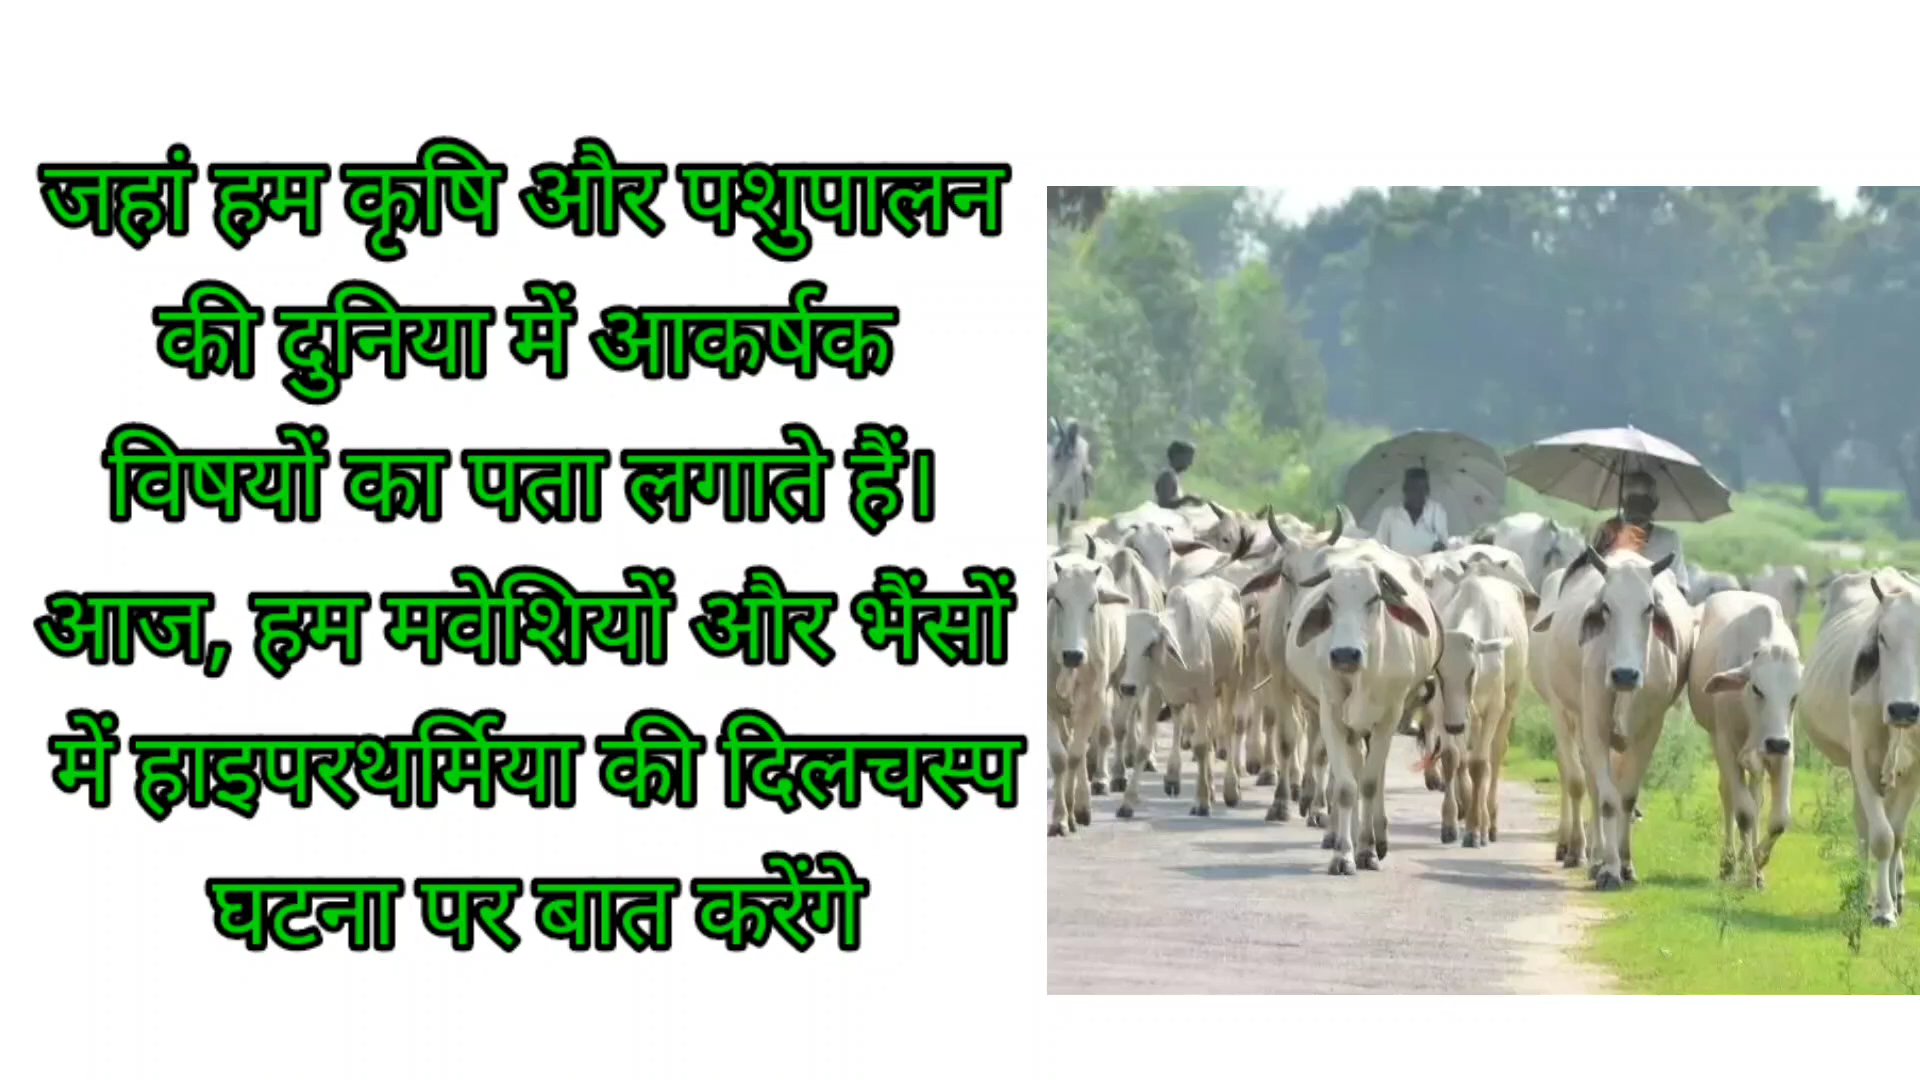 जहां हम कृषि और पशुपालन
की दुनिया में आकर्षक
विषयों का पता लगाते हैं।
आज, हम मवेशियों और भैंसों
में हाइपरथर्मिया की दिलचस्प
घटना पर बात करेंगे